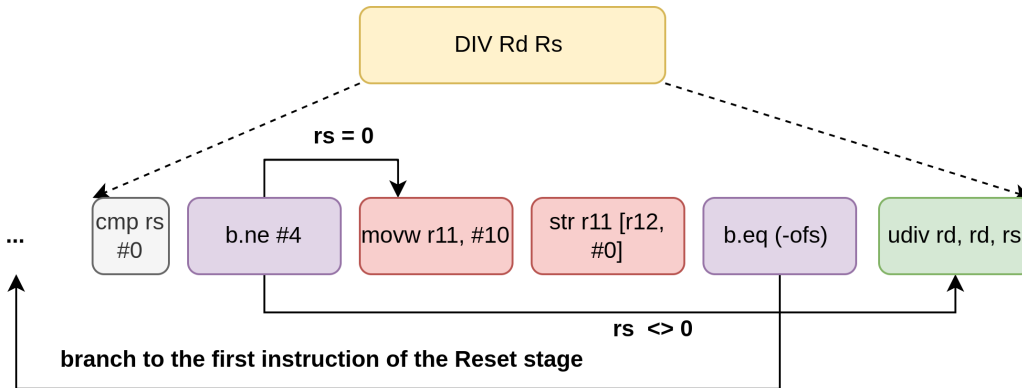 DIV Rd Rs
rs = 0
...
cmp rs
#0
b.ne #4
movw r11, #10
str r11 [r12,
#0]
b.eq (-ofs)
udiv rd, rd, rs
rs <> 0
branch to the first instruction of the Reset stage